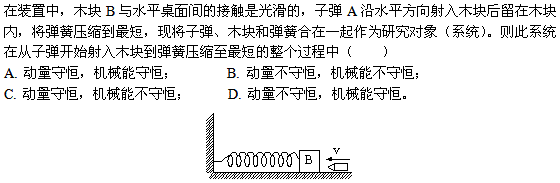 在装置中，木块 B 与水平桌面间的接触是光滑的，子弹 A 沿水平方向射入木块后留在木块
内，将弹簧压缩到最短，现将子弹、木块和弹簧合在一起作为研究对象（系统）。则此系统
在从子弹开始射入木块到弹簧压缩至最短的整个过程中（　　）
A. 动量守恒，机械能守恒；　　　B. 动量不守恒，机械能不守恒；
C. 动量守恒，机械能不守恒；　　D. 动量不守恒，机械能守恒。
B
v